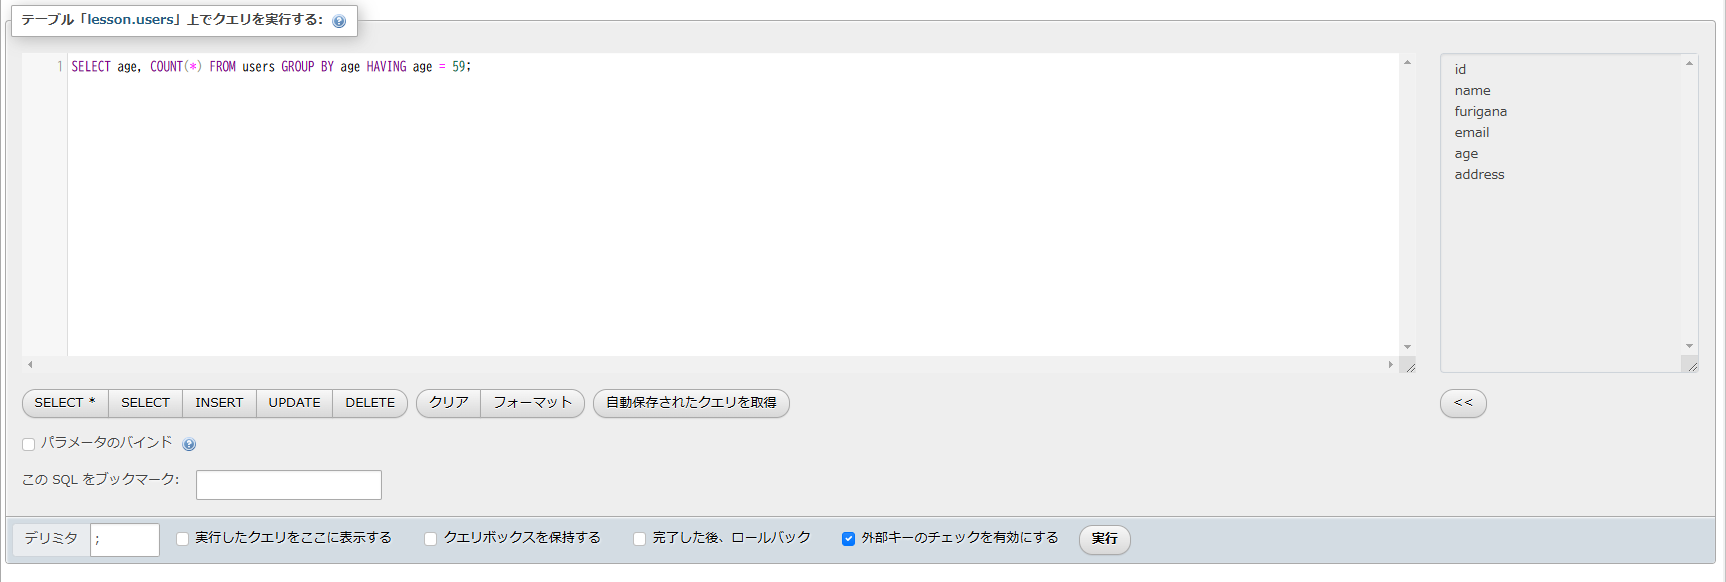 テーブル「lesson.users」上でクエリを実行する:
1 SELECT age, COUNT(*) FROM users GROUP BY age HAVING age = 59;
id
name
furigana
email
age
address
SELECT * SELECT INSERT UPDATE DELETE クリア フォーマット 自動保存されたクエリを取得 <<
パラメータのバインド
この SQL をブックマーク:
デリミタ ; 実行したクエリをここに表示する クエリボックスを保持する 完了した後、ロールバック 外部キーのチェックを有効にする 実行